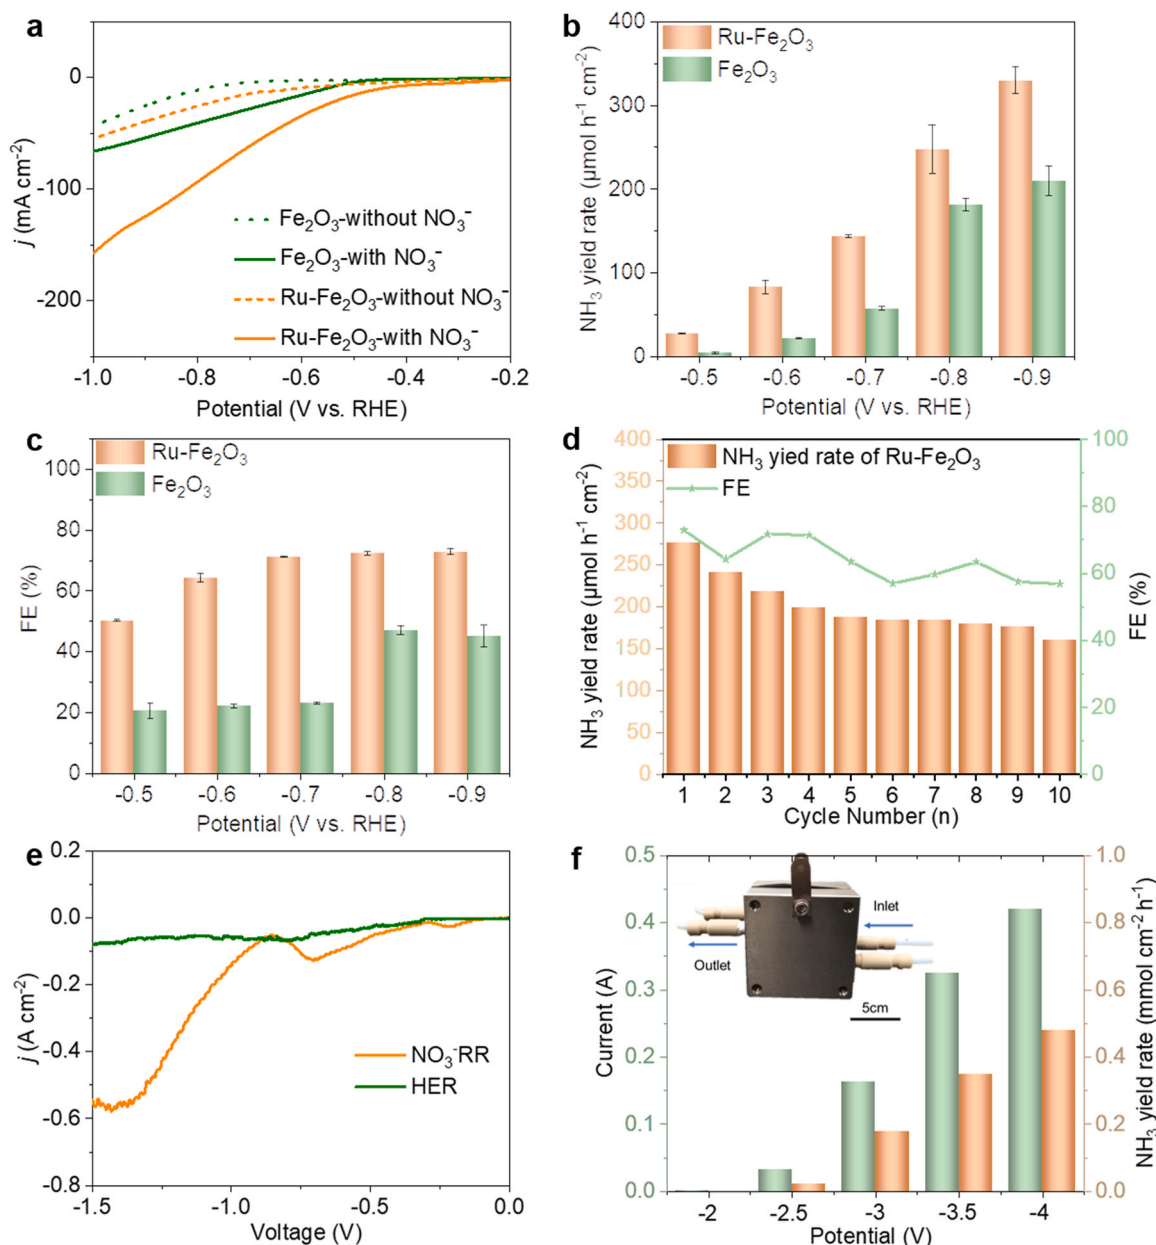 a
0
-100
-200
j (mA cm⁻²)
Fe₂O₃-without NO₃⁻
Fe₂O₃-with NO₃⁻
Ru-Fe₂O₃-without NO₃⁻
Ru-Fe₂O₃-with NO₃⁻
-1.0 -0.8 -0.6 -0.4 -0.2
Potential (V vs. RHE)
b
400
300
200
100
0
NH₃ yield rate (μmol h⁻¹ cm⁻²)
Ru-Fe₂O₃
Fe₂O₃
-0.5 -0.6 -0.7 -0.8 -0.9
Potential (V vs. RHE)
c
100
80
60
40
20
0
FE (%)
Ru-Fe₂O₃
Fe₂O₃
-0.5 -0.6 -0.7 -0.8 -0.9
Potential (V vs. RHE)
d
400
350
300
250
200
150
100
50
0
NH₃ yield rate (μmol h⁻¹ cm⁻²)
NH₃ yied rate of Ru-Fe₂O₃
FE
100
80
60
40
20
0
FE (%)
1 2 3 4 5 6 7 8 9 10
Cycle Number (n)
e
0.2
0.0
-0.2
-0.4
-0.6
-0.8
j (A cm⁻²)
NO₃⁻RR
HER
-1.5 -1.0 -0.5 0.0
Voltage (V)
f
0.5
0.4
0.3
0.2
0.1
0.0
Current (A)
Inlet
Outlet
5cm
1.0
0.8
0.6
0.4
0.2
0.0
NH₃ yield rate (mmol cm⁻² h⁻¹)
-2 -2.5 -3 -3.5 -4
Potential (V)